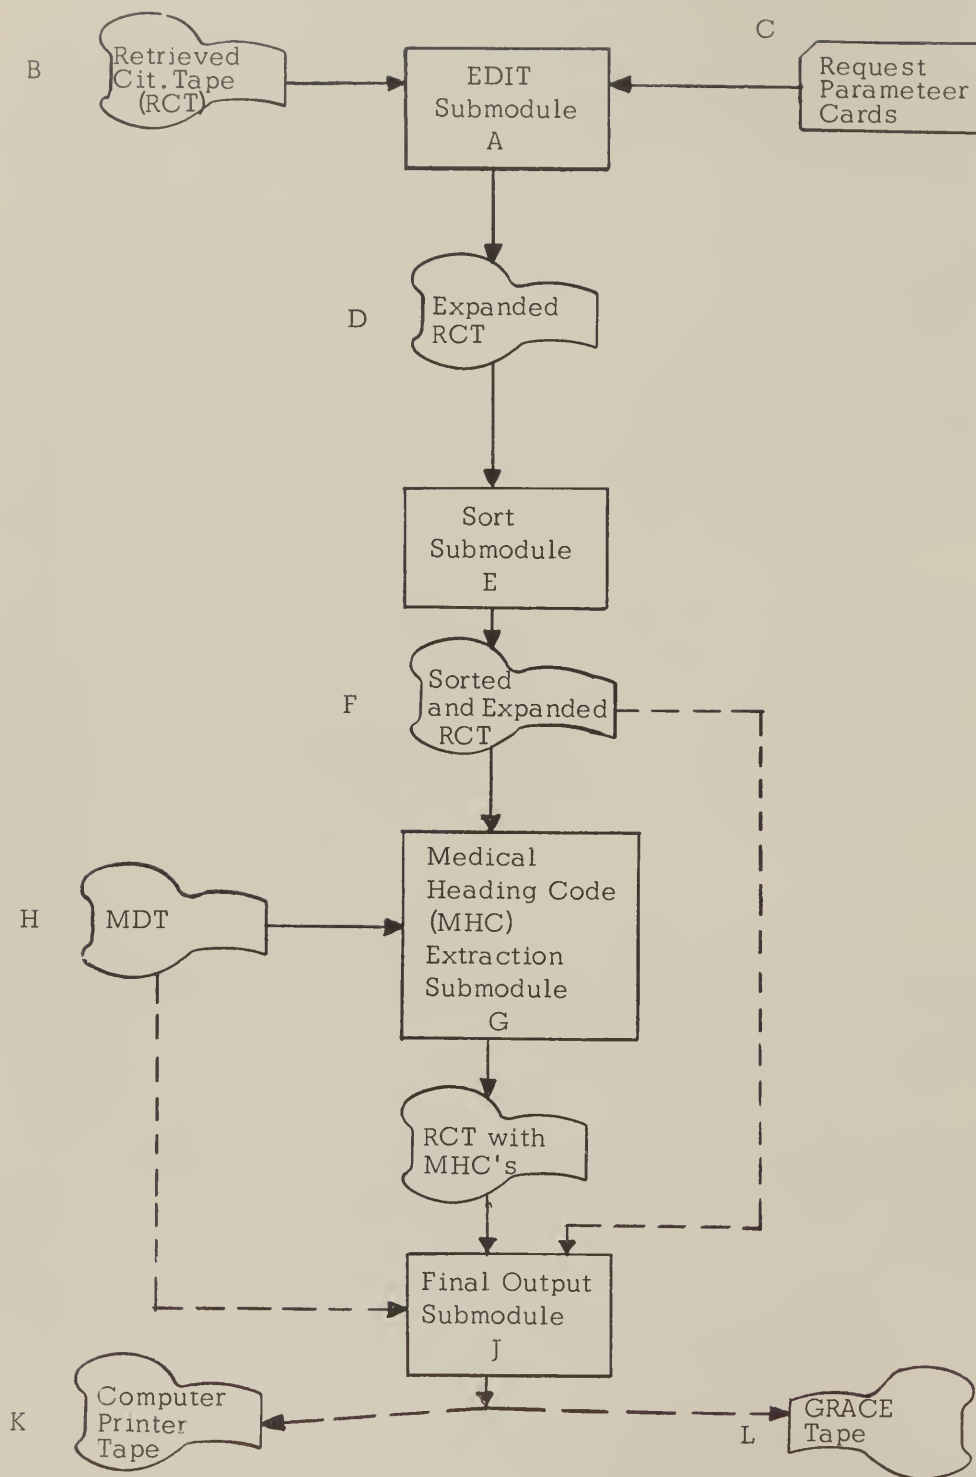 B
Retrieved
Cit. Tape
(RCT)
EDIT
Submodule
A
C
Request
Parameteer
Cards
D
Expanded
RCT
Sort
Submodule
E
F
Sorted
and Expanded
RCT
Medical
Heading Code
(MHC)
Extraction
Submodule
G
H
MDT
RCT with
MHC's
Final Output
Submodule
J
K
Computer
Printer
Tape
GRACE
Tape
L